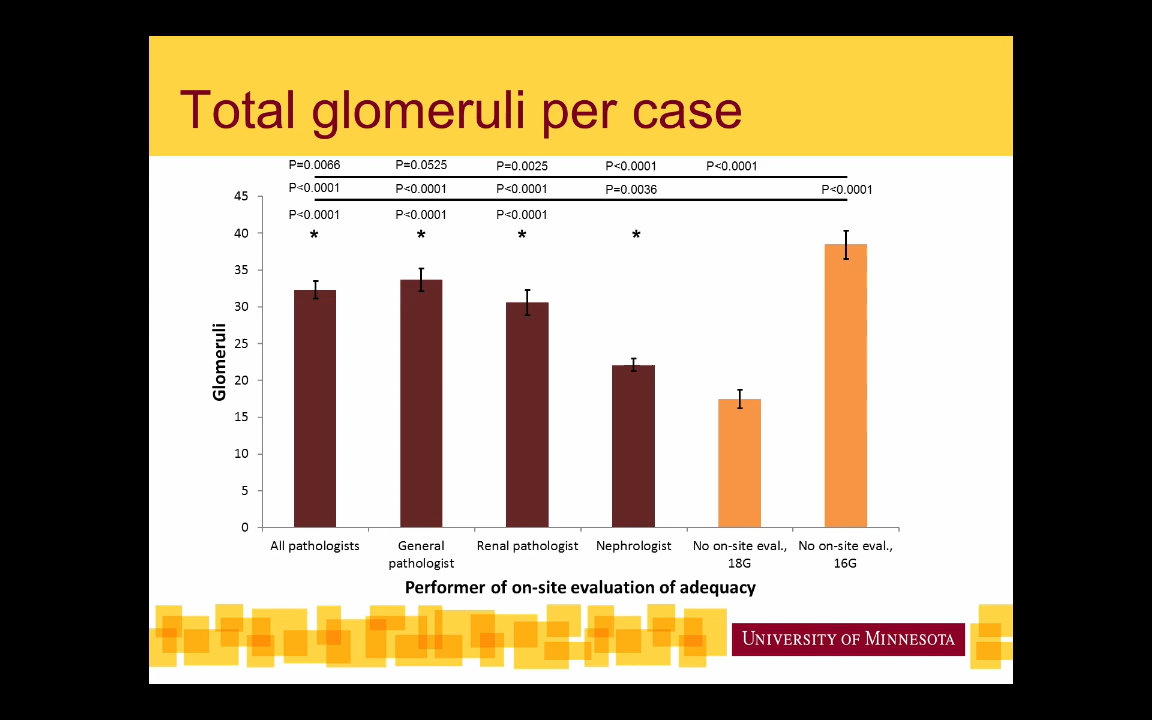 Total glomeruli per case
P=0.0066 P=0.0525 P=0.0025 P<0.0001 P<0.0001
P<0.0001 P<0.0001 P<0.0001 P=0.0036 P<0.0001
P<0.0001 P<0.0001 P<0.0001
* * * *
45
40
35
30
25
20
15
10
5
0
Glomeruli
All pathologists General Renal pathologist Nephrologist No on-site eval., No on-site eval.,
pathologist 18G 16G
Performer of on-site evaluation of adequacy
UNIVERSITY OF MINNESOTA